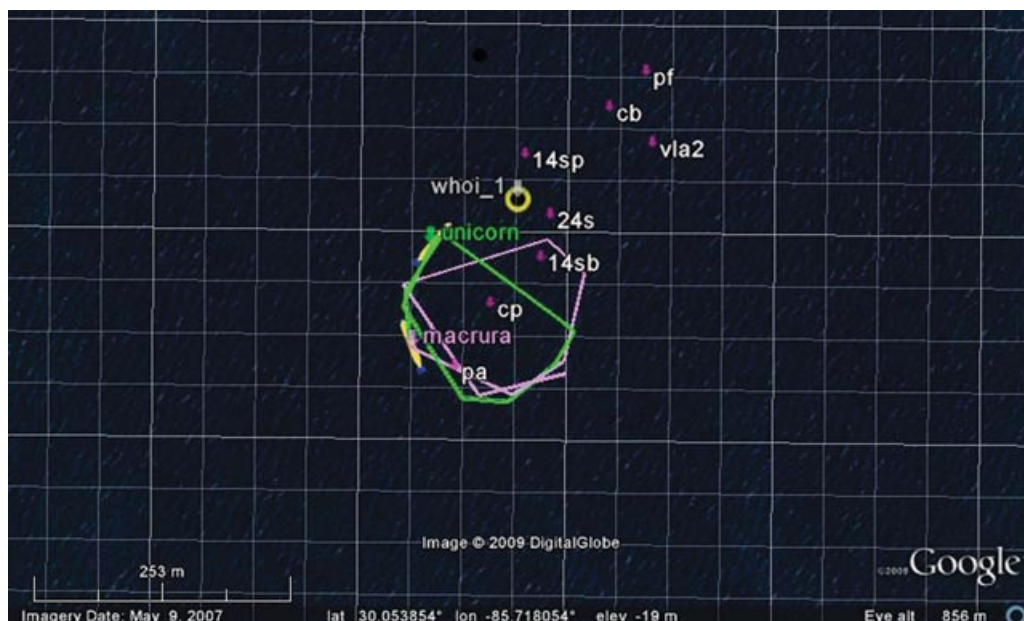 pf
cb
vla2
14sp
whoi_1
24s
unicorn
14sb
cp
macrura
pa
Image © 2009 DigitalGlobe
©2009 Google
253 m
Imagery Date: May 9, 2007 lat 30.053854° lon -85.718054° elev -19 m Eye alt 856 m